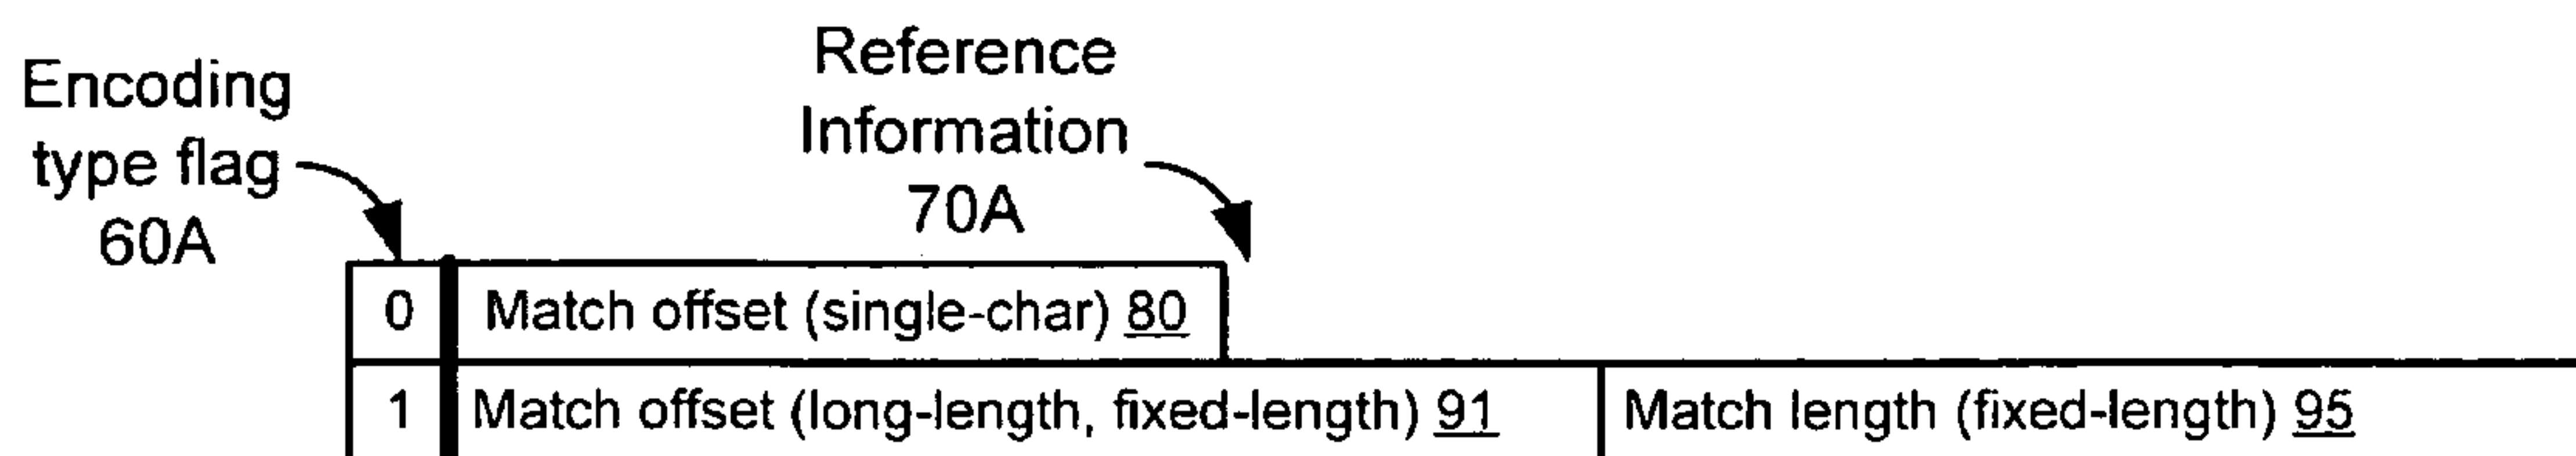 Encoding
type flag
60A
Reference
Information
70A
0 Match offset (single-char) 80
1 Match offset (long-length, fixed-length) 91 Match length (fixed-length) 95